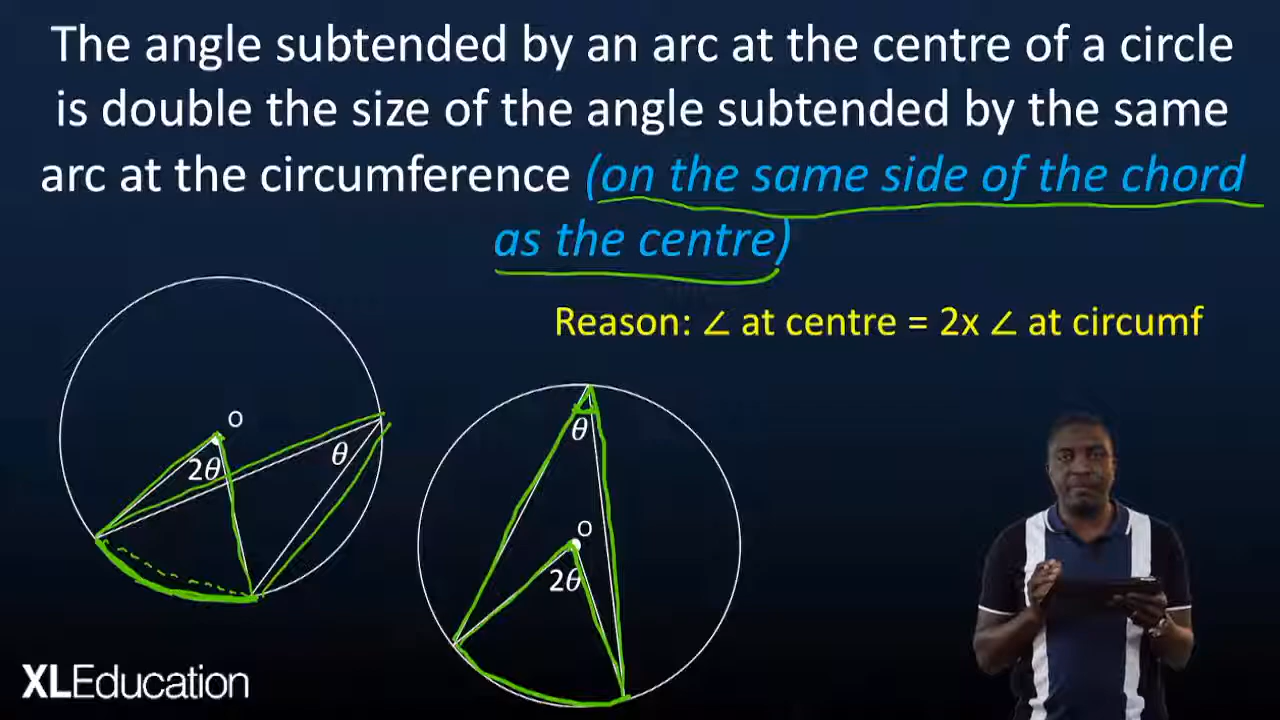 The angle subtended by an arc at the centre of a circle
is double the size of the angle subtended by the same
arc at the circumference (on the same side of the chord
as the centre)
Reason: ∠ at centre = 2x ∠ at circumf
O
2θ
θ
θ
O
2θ
XLEducation